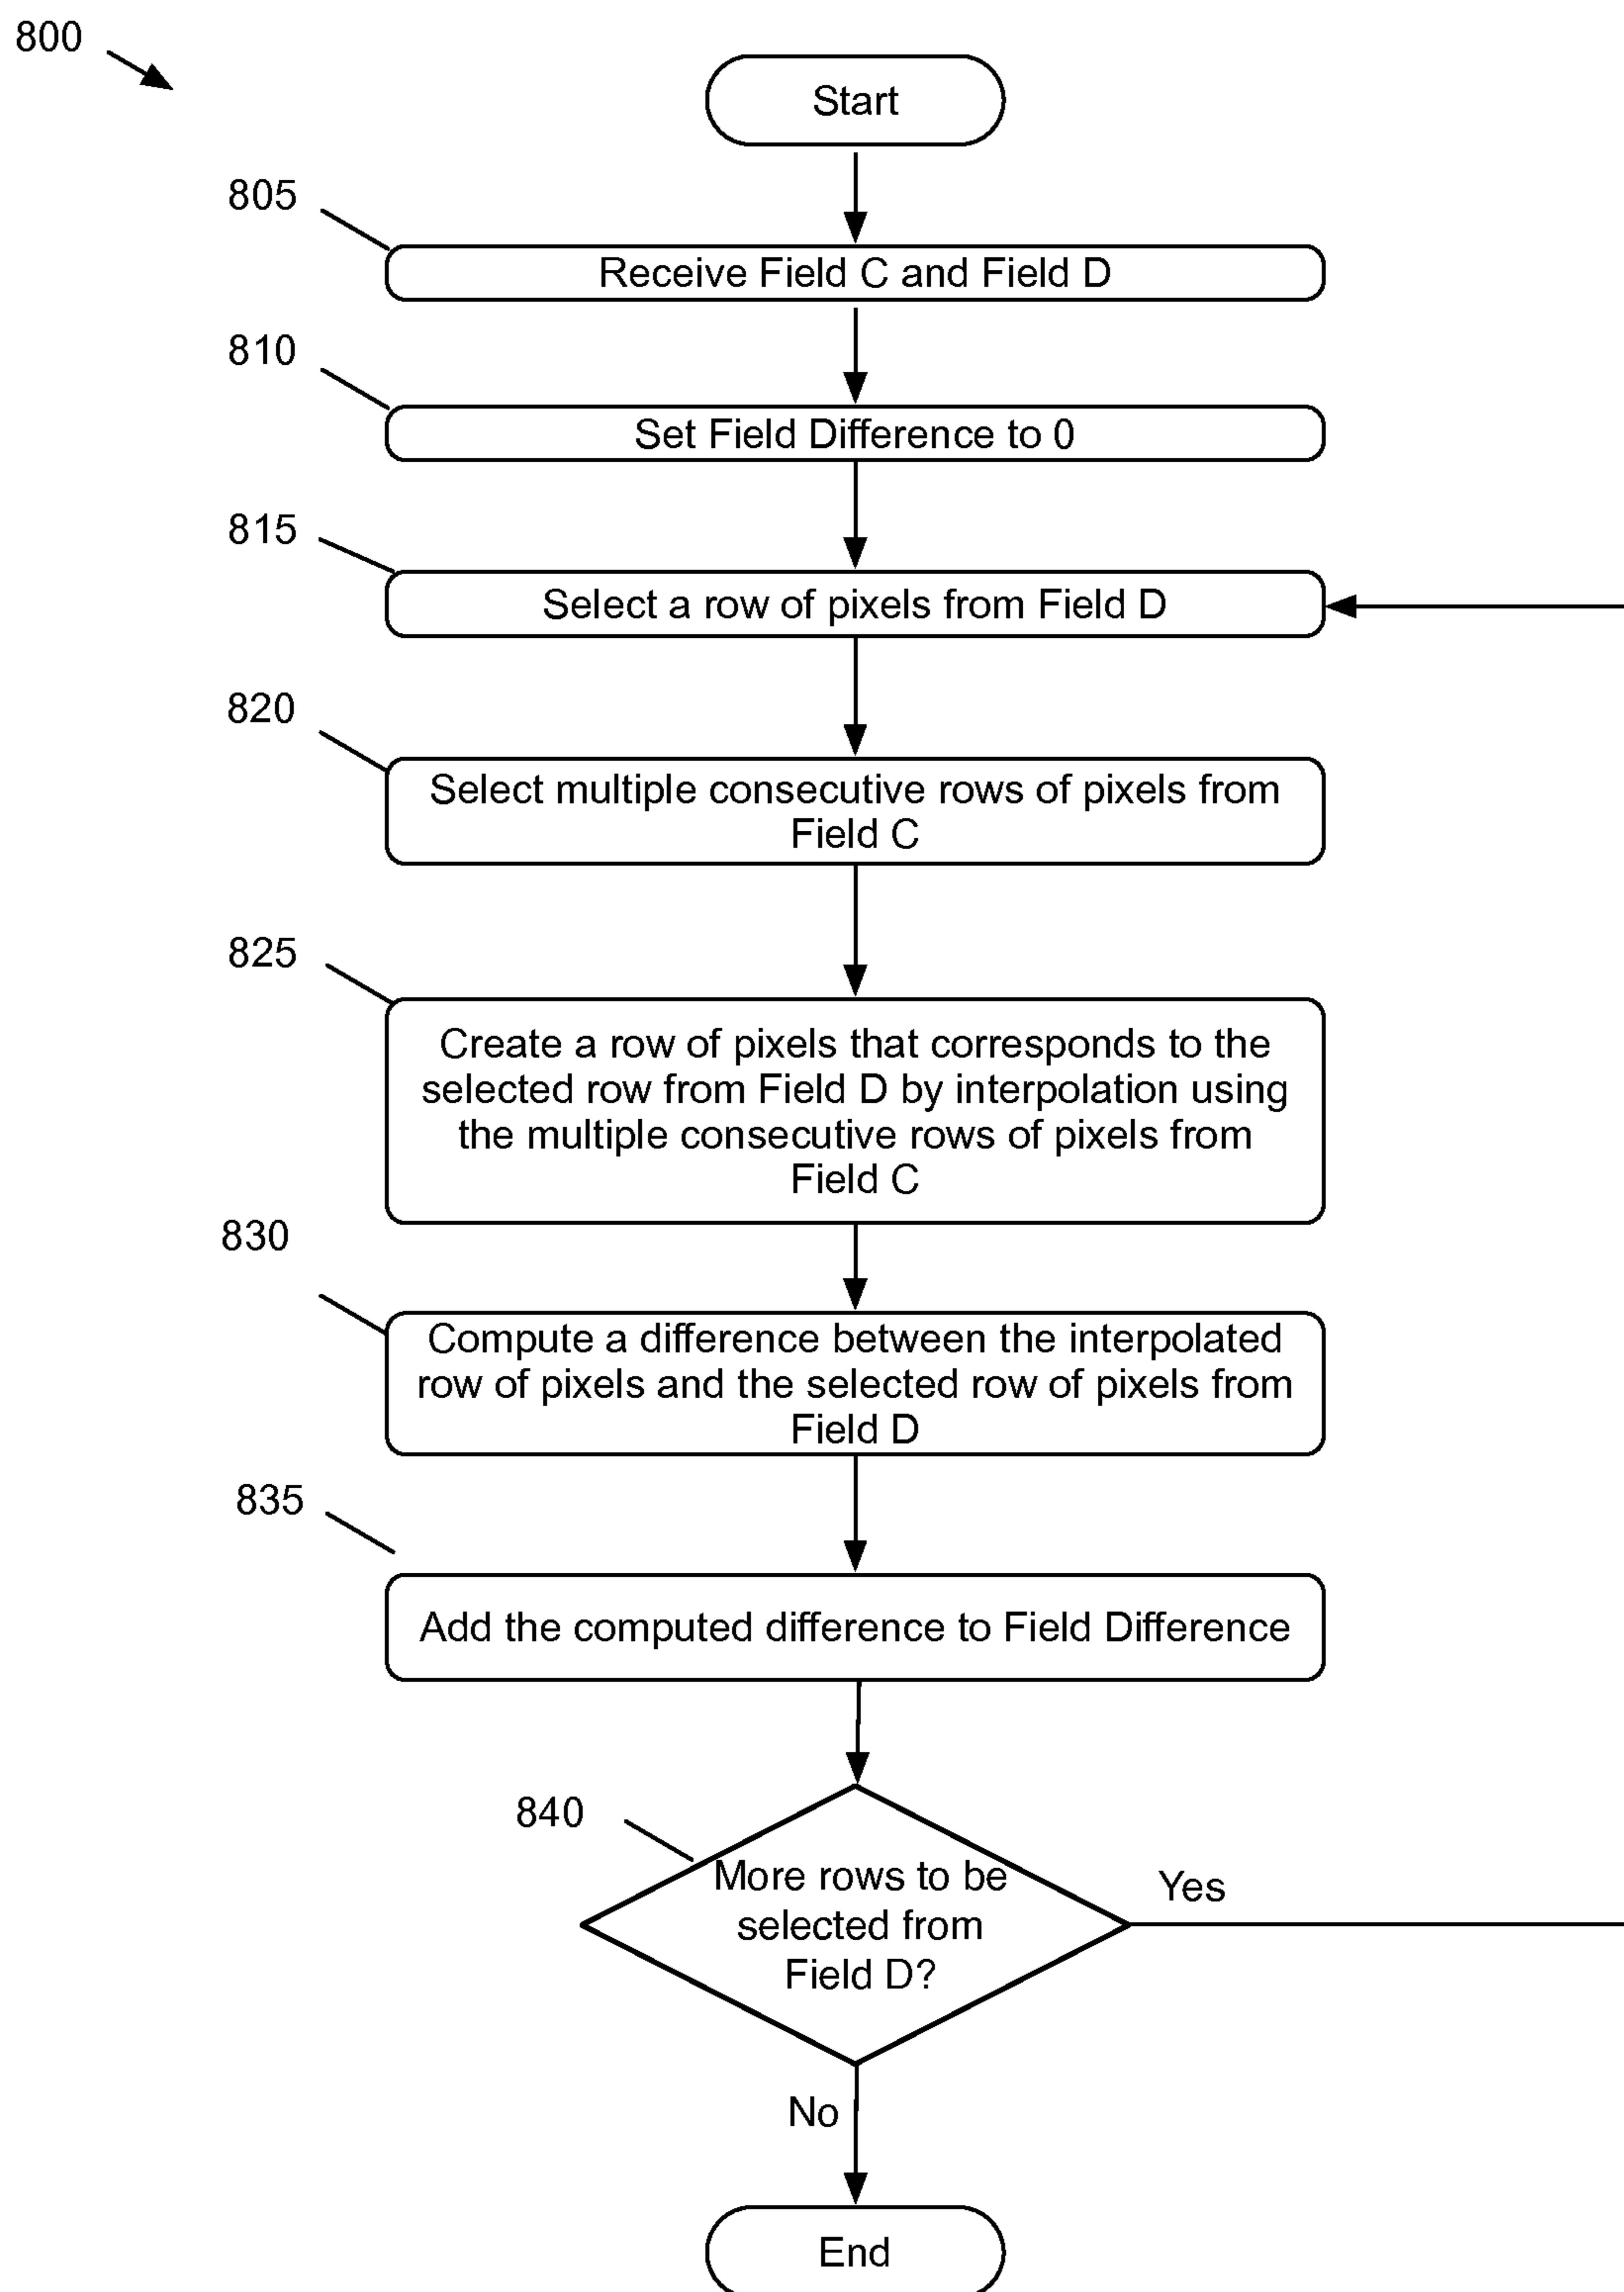 800
Start
805
Receive Field C and Field D
810
Set Field Difference to 0
815
Select a row of pixels from Field D
820
Select multiple consecutive rows of pixels from
Field C
825
Create a row of pixels that corresponds to the
selected row from Field D by interpolation using
the multiple consecutive rows of pixels from
Field C
830
Compute a difference between the interpolated
row of pixels and the selected row of pixels from
Field D
835
Add the computed difference to Field Difference
840
More rows to be
selected from
Field D?
Yes
No
End